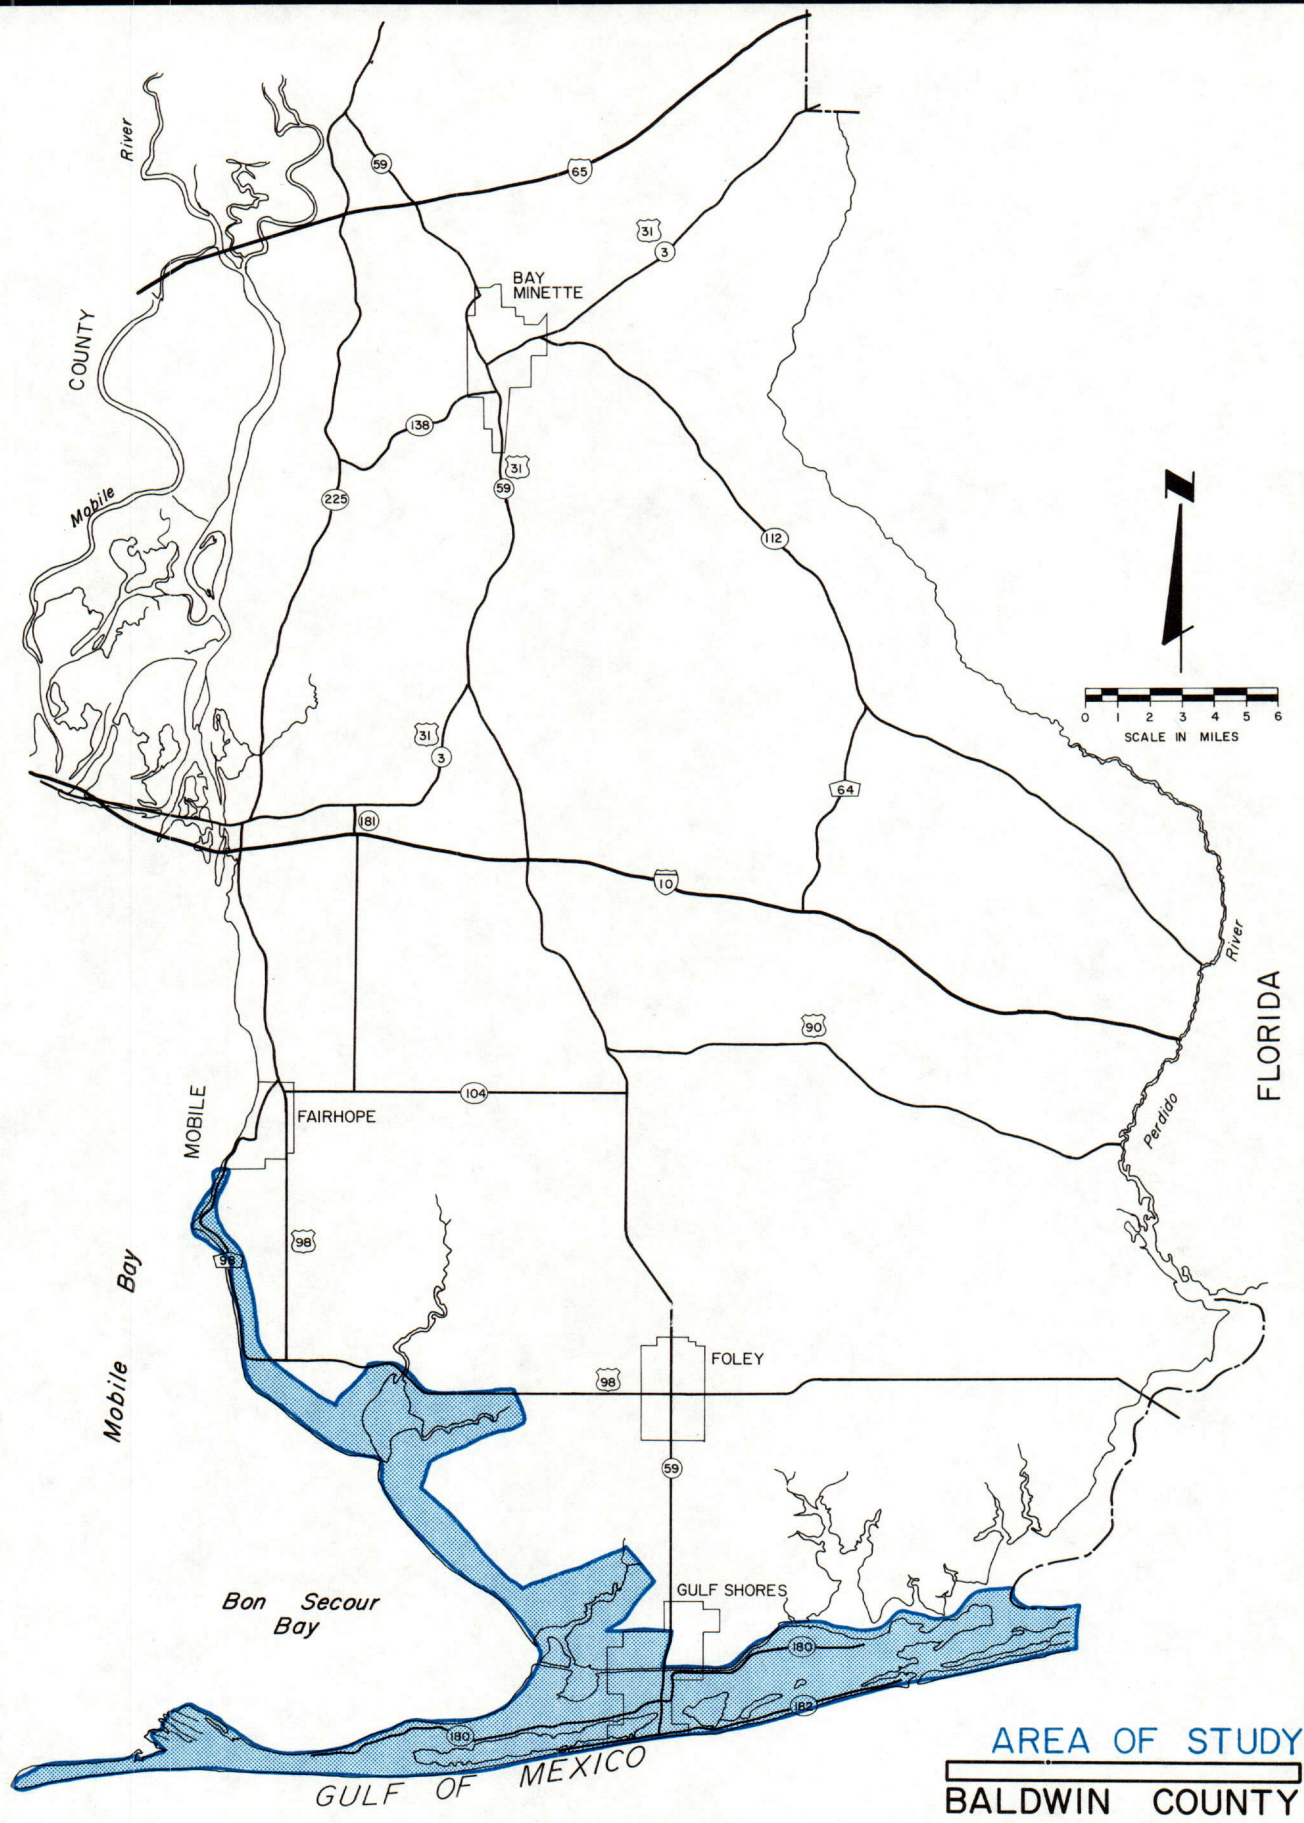 River
59
65
31
3
BAY
MINETTE
COUNTY
138
31
59
225
Mobile
112
N
0 1 2 3 4 5 6
SCALE IN MILES
31
3
64
181
10
River
FLORIDA
90
Perdido
104
MOBILE
FAIRHOPE
98
98
Mobile Bay
FOLEY
98
59
GULF SHORES
Bon Secour
Bay
180
182
180
GULF OF MEXICO
AREA OF STUDY
BALDWIN COUNTY